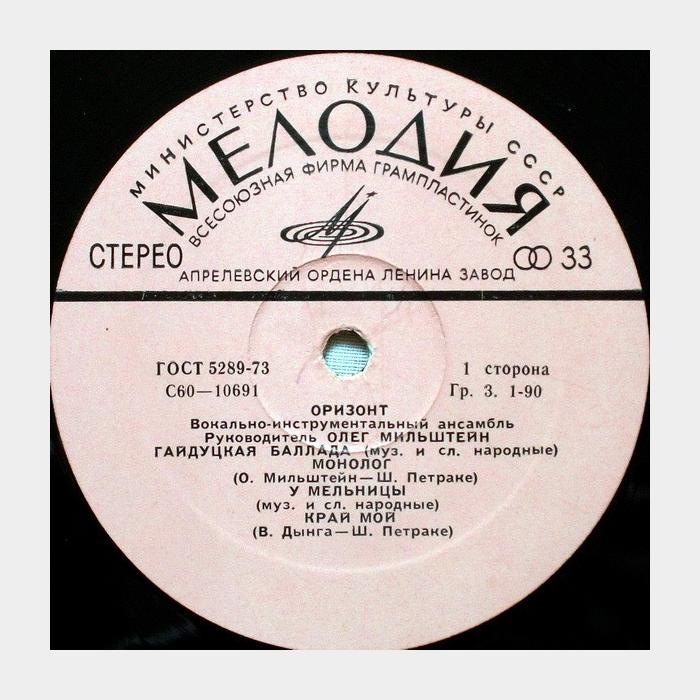 МИНИСТЕРСТВО КУЛЬТУРЫ СССР
МЕЛОДИЯ
ВСЕСОЮЗНАЯ ФИРМА ГРАМПЛАСТИНОК
СТЕРЕО
33
АПРЕЛЕВСКИЙ ОРДЕНА ЛЕНИНА ЗАВОД
ГОСТ 5289-73
1 сторона
С60—10691
Гр. 3. 1-90
ОРИЗОНТ
Вокально-инструментальный ансамбль
Руководитель ОЛЕГ МИЛЬШТЕЙН
ГАЙДУЦКАЯ БАЛЛАДА (муз. и сл. народные)
МОНОЛОГ
(О. Мильштейн—Ш. Петраке)
У МЕЛЬНИЦЫ
(муз. и сл. народные)
КРАЙ МОЙ
(В. Дынга—Ш. Петраке)